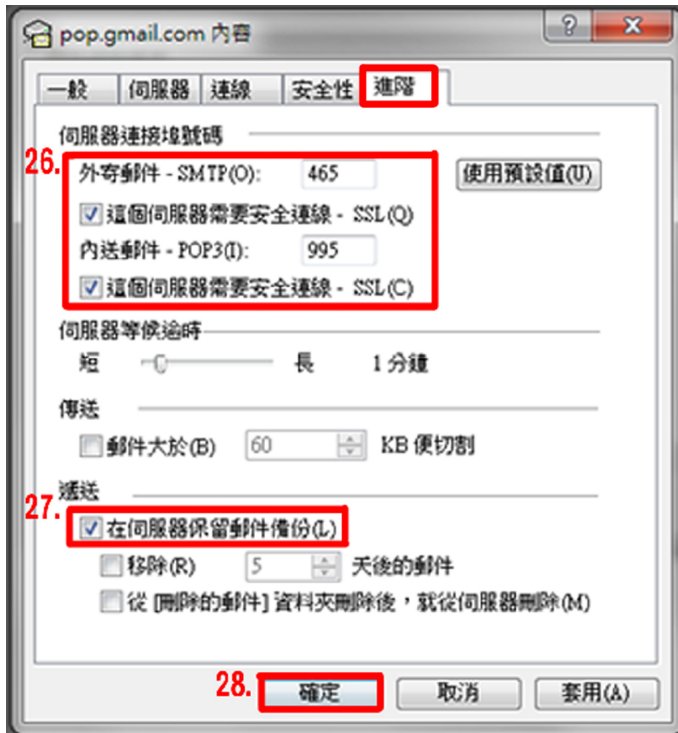 pop.gmail.com 內容
一般 伺服器 連線 安全性 進階
伺服器連接埠號碼
26.
外寄郵件 - SMTP(O): 465 使用預設值(U)
這個伺服器需要安全連線 - SSL(Q)
內送郵件 - POP3(I): 995
這個伺服器需要安全連線 - SSL(C)
伺服器等候逾時
短 長 1 分鐘
傳送
郵件大於(B) 60 KB 便切割
遞送
27.
在伺服器保留郵件備份(L)
移除(R) 5 天後的郵件
從 [刪除的郵件] 資料夾刪除後，就從伺服器刪除(M)
28. 確定 取消 套用(A)